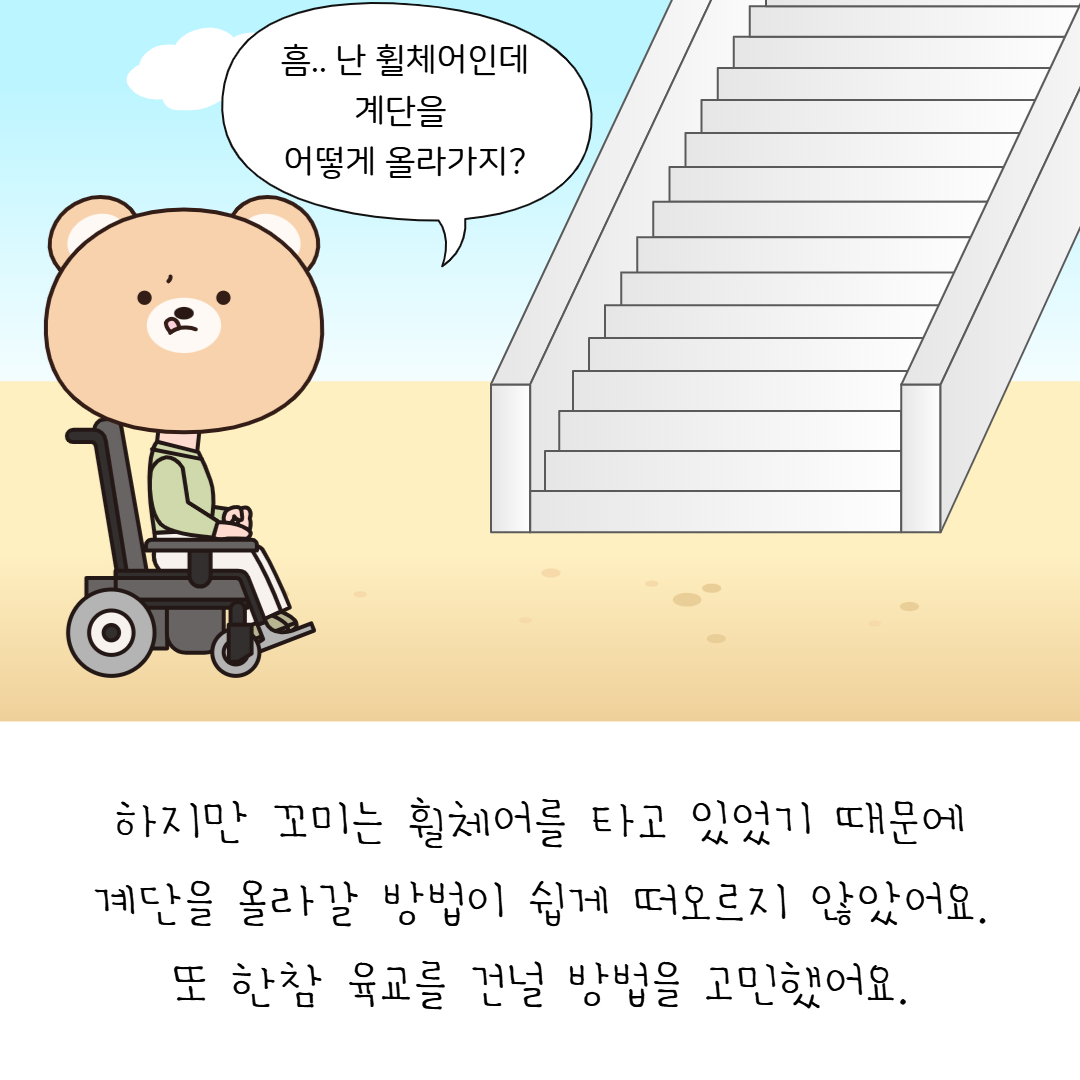 흠.. 난 휠체어인데
계단을
어떻게 올라가지?
하지만 꼬미는 휠체어를 타고 있었기 때문에
계단을 올라갈 방법이 쉽게 떠오르지 않았어요.
또 한참 육교를 건널 방법을 고민했어요.